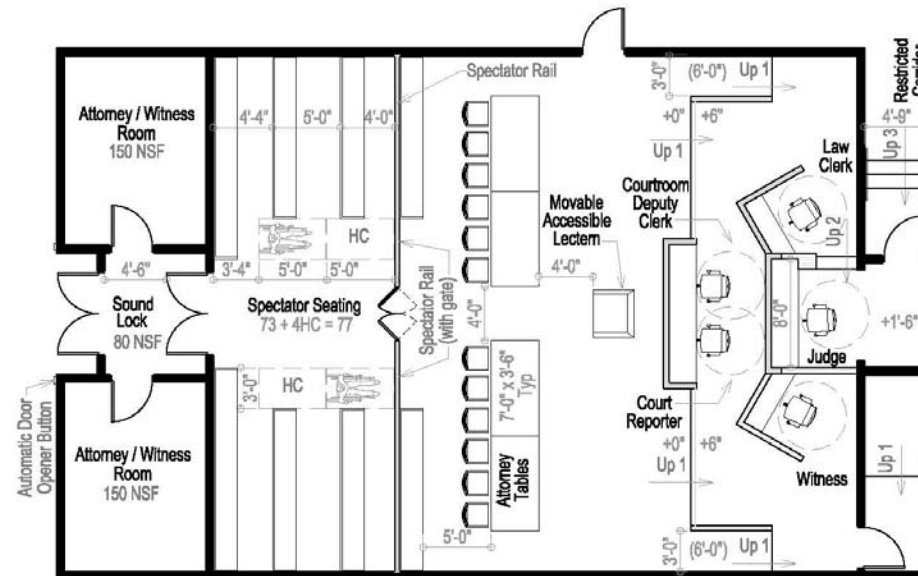 Attorney / Witness
Room
150 NSF
4'-4"
5'-0"
4'-0"
Spectator Rail
3'-0"
(6'-0")
Up 1
+0"
+6"
Up 1
Restricted
4'-9"
Up 3
Law
Clerk
Courtroom
Deputy
Clerk
Movable
Accessible
Lectern
Up 2
HC
4'-6"
3'-4"
5'-0"
5'-0"
4'-0"
Sound
Lock
80 NSF
Spectator Seating
73 + 4HC = 77
Spectator Rail
(with gate)
4'-0"
8'-0"
+1'-6"
Judge
3'-0"
HC
7'-0" x 3'-6"
Typ
Court
Reporter
Automatic Door
Opener Button
Attorney / Witness
Room
150 NSF
Attorney
Tables
+0"
+6"
Up 1
Witness
Up 1
5'-0"
3'-0"
(6'-0")
Up 1